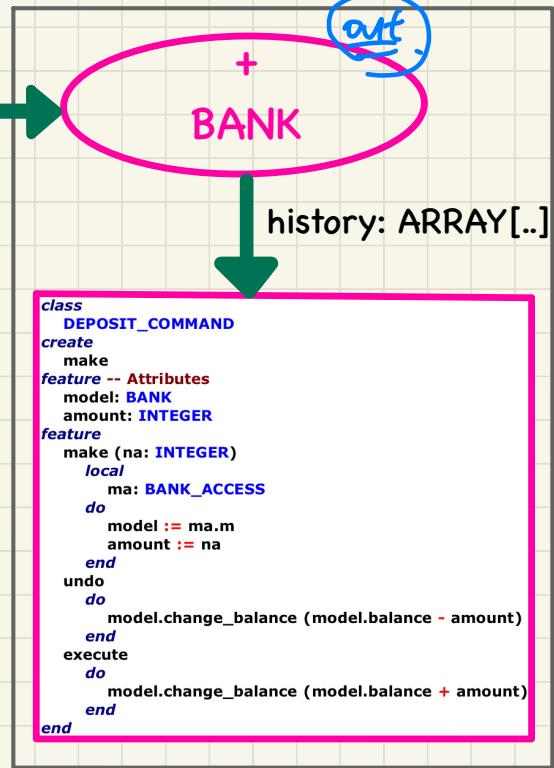 out
+
BANK
history: ARRAY[..]
class
DEPOSIT_COMMAND
create
make
feature -- Attributes
model: BANK
amount: INTEGER
feature
make (na: INTEGER)
local
ma: BANK_ACCESS
do
model := ma.m
amount := na
end
undo
do
model.change_balance (model.balance - amount)
end
execute
do
model.change_balance (model.balance + amount)
end
end